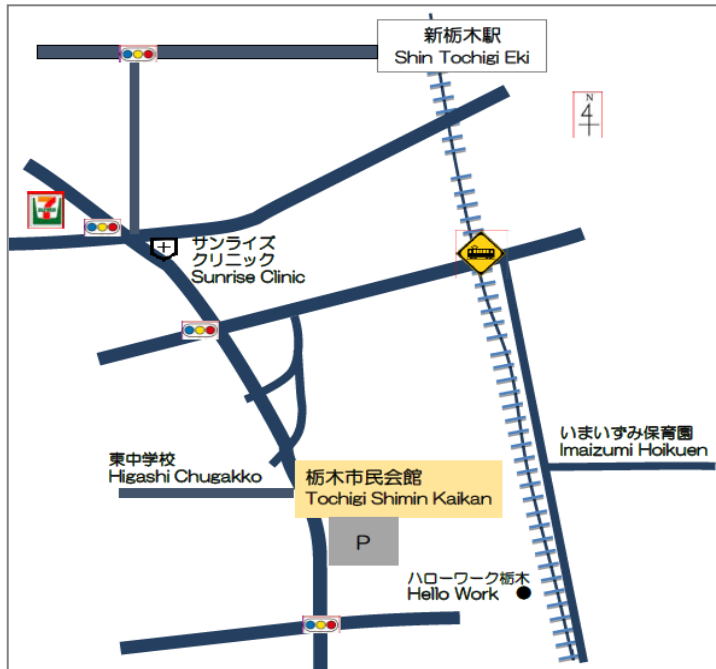 新栃木駅
Shin Tochigi Eki
N
サンライズ
クリニック
Sunrise Clinic
いまいずみ保育園
Imaizumi Hoikuen
東中学校
Higashi Chugakko
栃木市民会館
Tochigi Shimin Kaikan
P
ハローワーク栃木
Hello Work